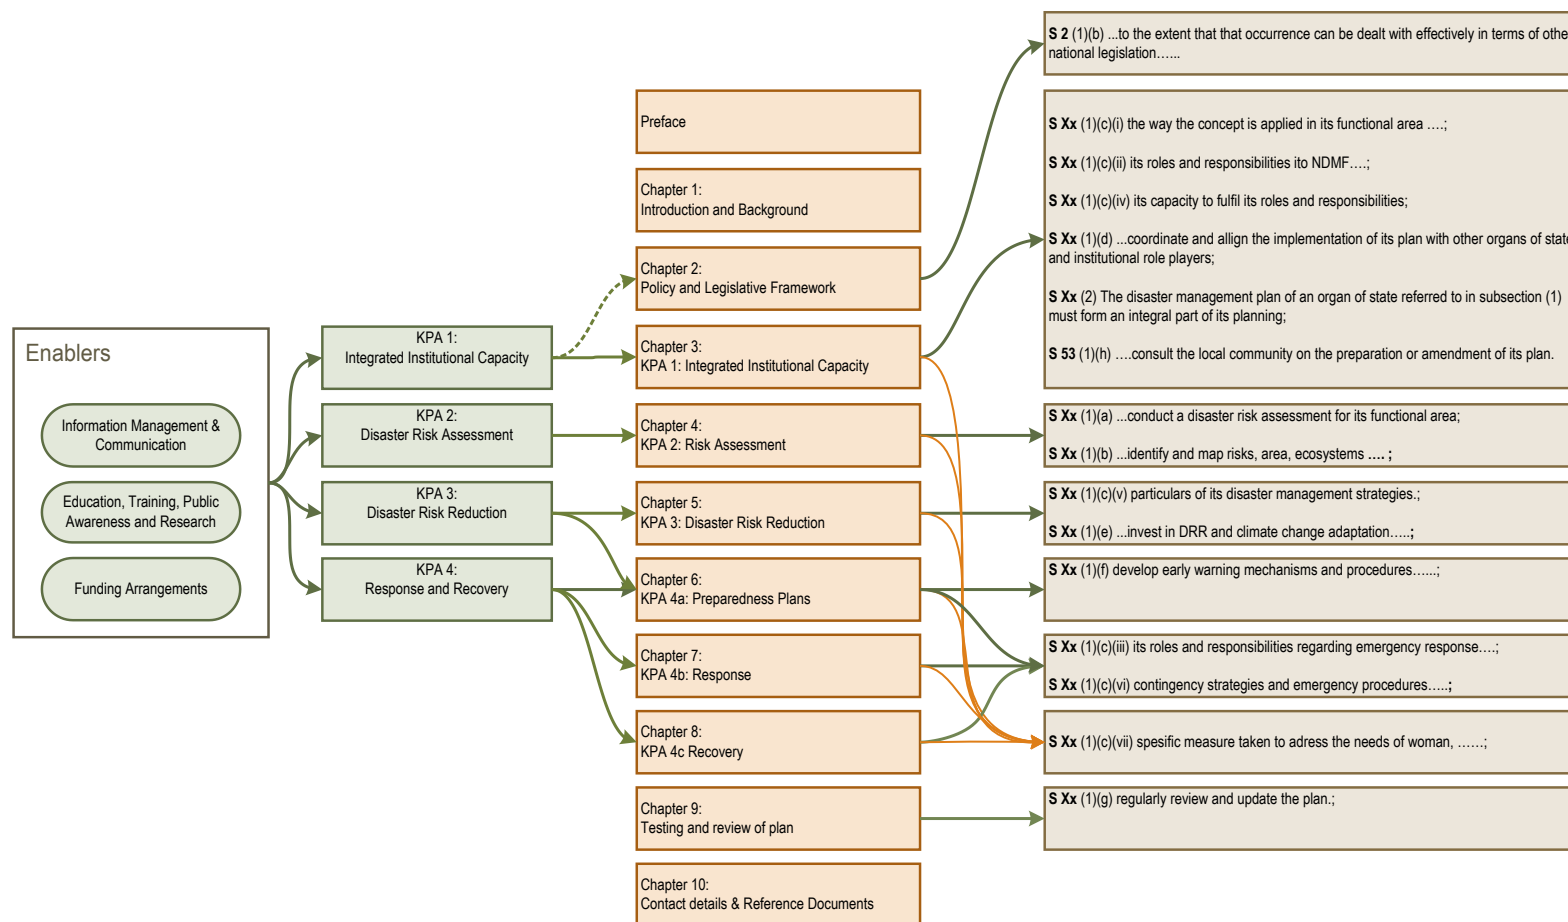 Enablers
Information Management &
Communication
Education, Training, Public
Awareness and Research
Funding Arrangements
KPA 1:
Integrated Institutional Capacity
KPA 2:
Disaster Risk Assessment
KPA 3:
Disaster Risk Reduction
KPA 4:
Response and Recovery
Preface
Chapter 1:
Introduction and Background
Chapter 2:
Policy and Legislative Framework
Chapter 3:
KPA 1: Integrated Institutional Capacity
Chapter 4:
KPA 2: Risk Assessment
Chapter 5:
KPA 3: Disaster Risk Reduction
Chapter 6:
KPA 4a: Preparedness Plans
Chapter 7:
KPA 4b: Response
Chapter 8:
KPA 4c Recovery
Chapter 9:
Testing and review of plan
Chapter 10:
Contact details & Reference Documents
S 2 (1)(b) ...to the extent that that occurrence can be dealt with effectively in terms of othe
national legislation…...
S Xx (1)(c)(i) the way the concept is applied in its functional area ….;
S Xx (1)(c)(ii) its roles and responsibilities ito NDMF….;
S Xx (1)(c)(iv) its capacity to fulfil its roles and responsibilities;
S Xx (1)(d) ...coordinate and allign the implementation of its plan with other organs of state
and institutional role players;
S Xx (2) The disaster management plan of an organ of state referred to in subsection (1)
must form an integral part of its planning;
S 53 (1)(h) ….consult the local community on the preparation or amendment of its plan.
S Xx (1)(a) ...conduct a disaster risk assessment for its functional area;
S Xx (1)(b) ...identify and map risks, area, ecosystems …. ;
S Xx (1)(c)(v) particulars of its disaster management strategies.;
S Xx (1)(e) ...invest in DRR and climate change adaptation…..;
S Xx (1)(f) develop early warning mechanisms and procedures…...;
S Xx (1)(c)(iii) its roles and responsibilities regarding emergency response….;
S Xx (1)(c)(vi) contingency strategies and emergency procedures…..;
S Xx (1)(c)(vii) spesific measure taken to adress the needs of woman, …...;
S Xx (1)(g) regularly review and update the plan.;